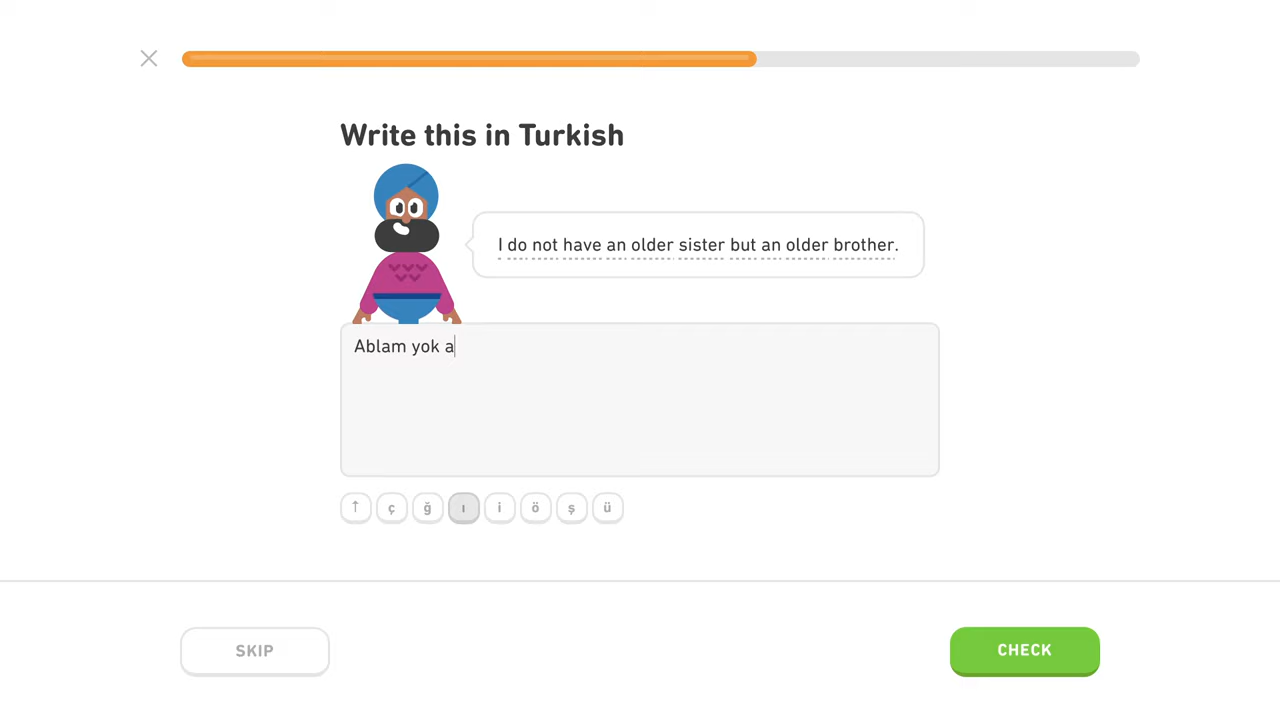 Write this in Turkish
I do not have an older sister but an older brother.
Ablam yok a
↑ ç ğ ı i ö ş ü
SKIP
CHECK